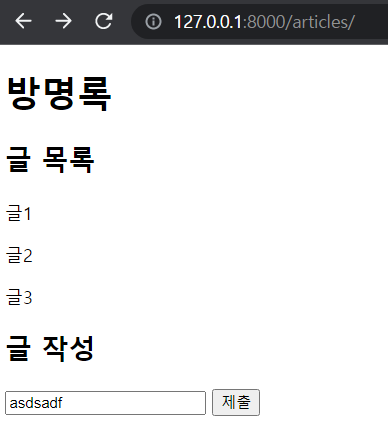 127.0.0.1:8000/articles/
방명록
글 목록
글1
글2
글3
글 작성
asdsadf 제출